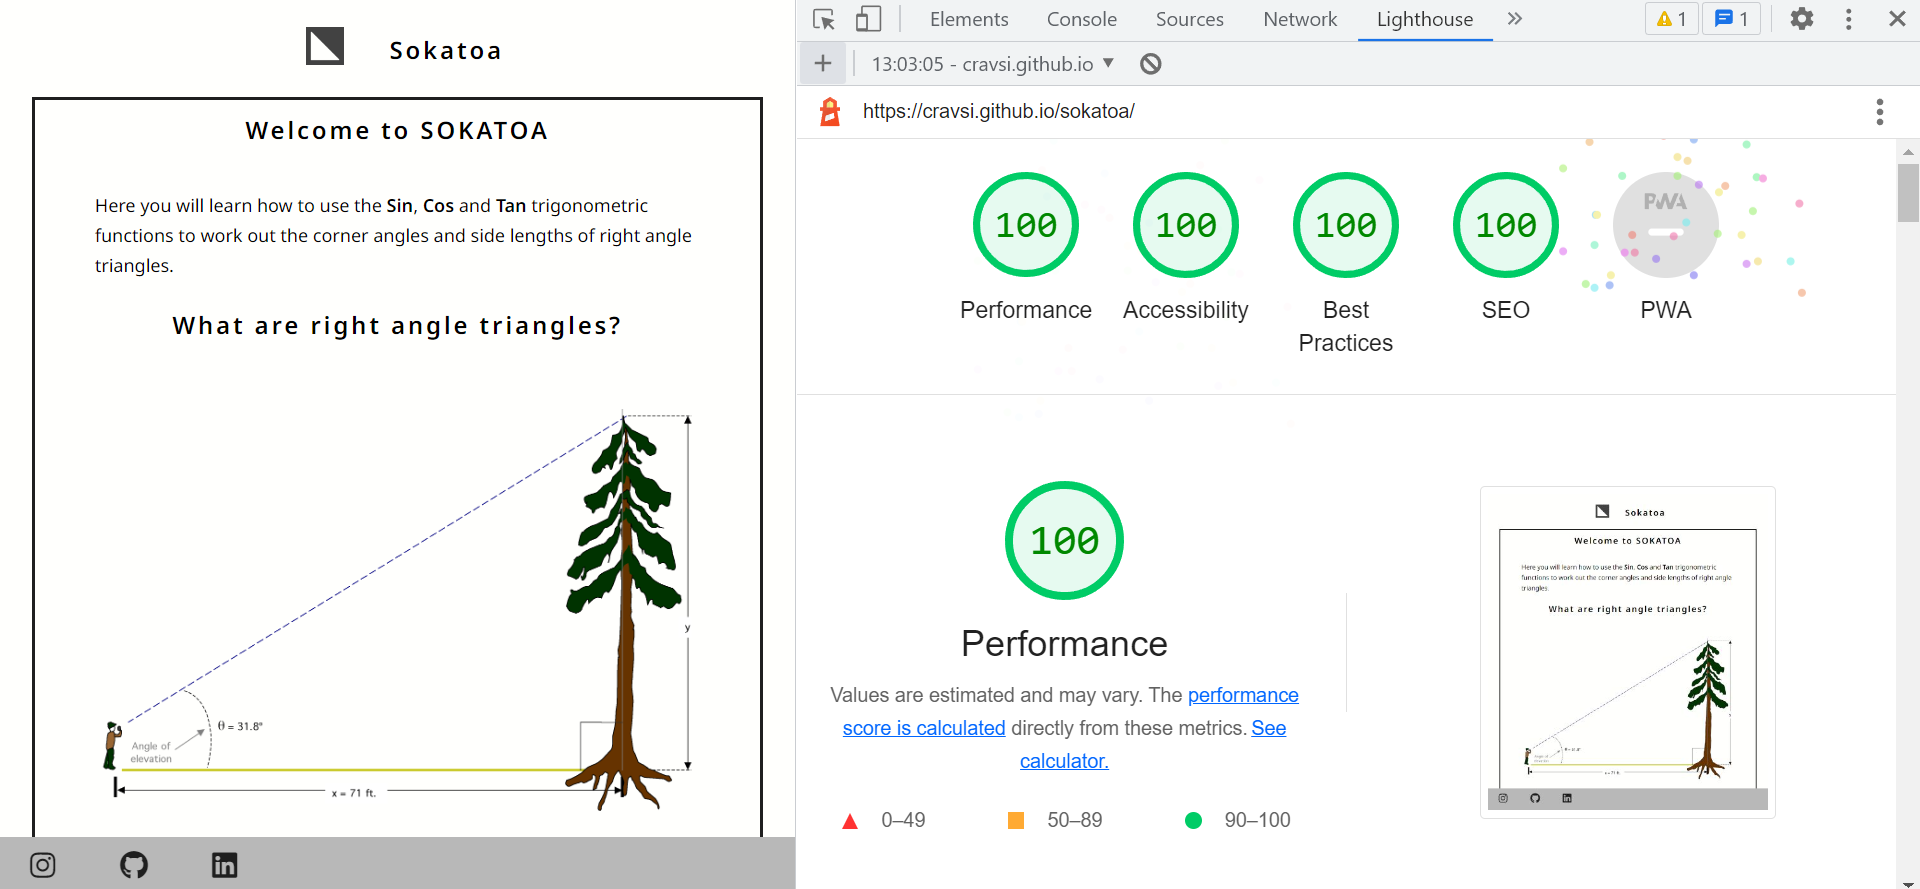 Sokatoa
Welcome to SOKATOA
Here you will learn how to use the Sin, Cos and Tan trigonometric
functions to work out the corner angles and side lengths of right angle
triangles.
What are right angle triangles?
y
θ = 31.8°
Angle of
elevation
x = 71 ft.
Elements Console Sources Network Lighthouse 1 1
13:03:05 - cravsi.github.io
https://cravsi.github.io/sokatoa/
100 100 100 100 PWA
Performance Accessibility Best Practices SEO PWA
100
Performance
Values are estimated and may vary. The performance
score is calculated directly from these metrics. See
calculator.
0–49 50–89 90–100
Sokatoa
Welcome to SOKATOA
Here you will learn how to use the Sin, Cos and Tan trigonometric
functions to work out the corner angles and side lengths of right angle
triangles.
What are right angle triangles?